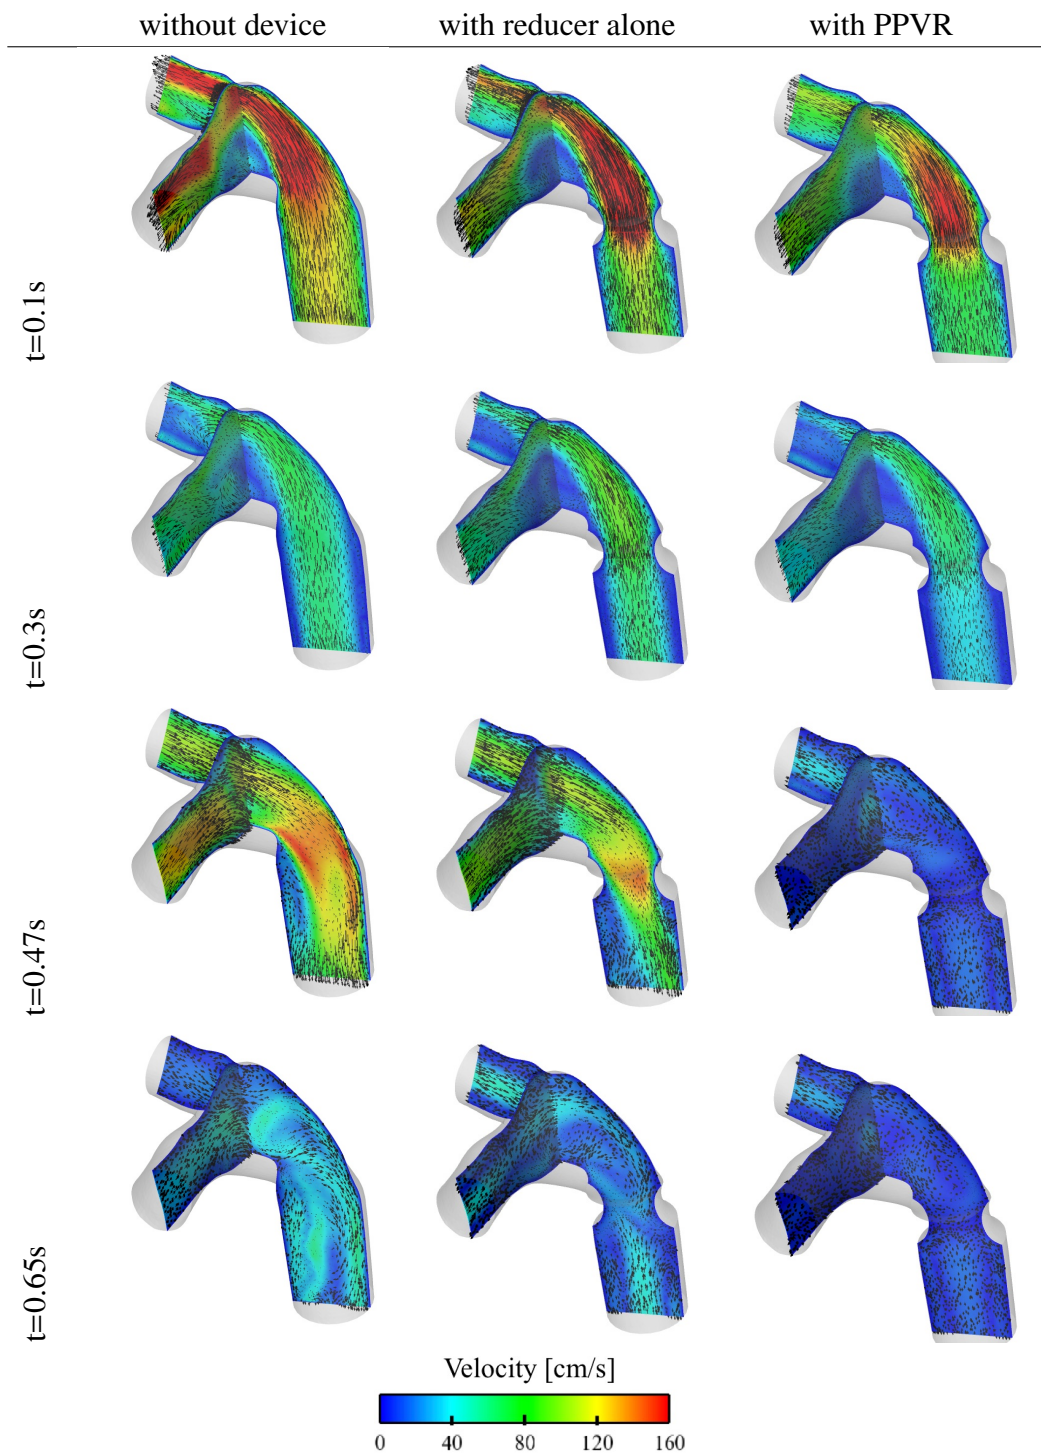 without device with reducer alone with PPVR
t=0.1s
t=0.3s
t=0.47s
t=0.65s
Velocity [cm/s]
0 40 80 120 160